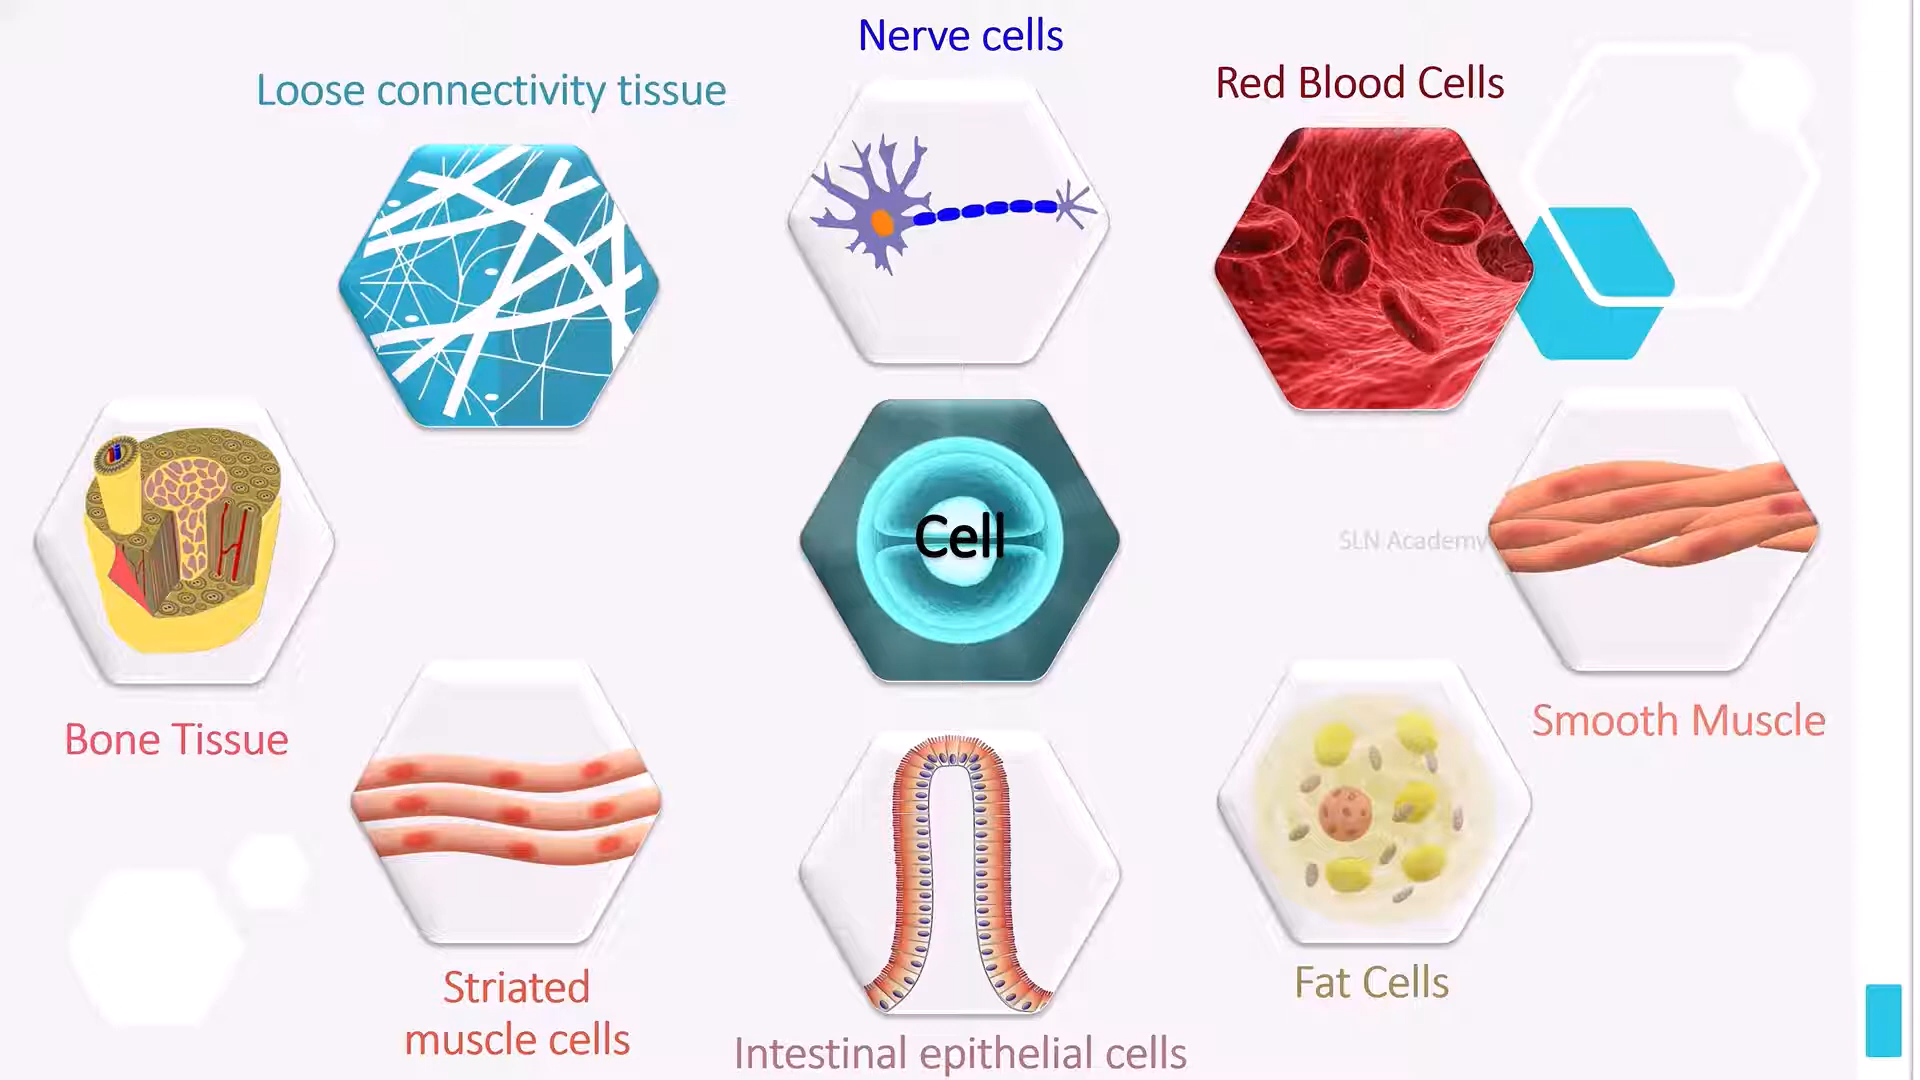 Nerve cells
Loose connectivity tissue
Red Blood Cells
Cell
SLN Academy
Bone Tissue
Smooth Muscle
Striated
muscle cells
Fat Cells
Intestinal epithelial cells